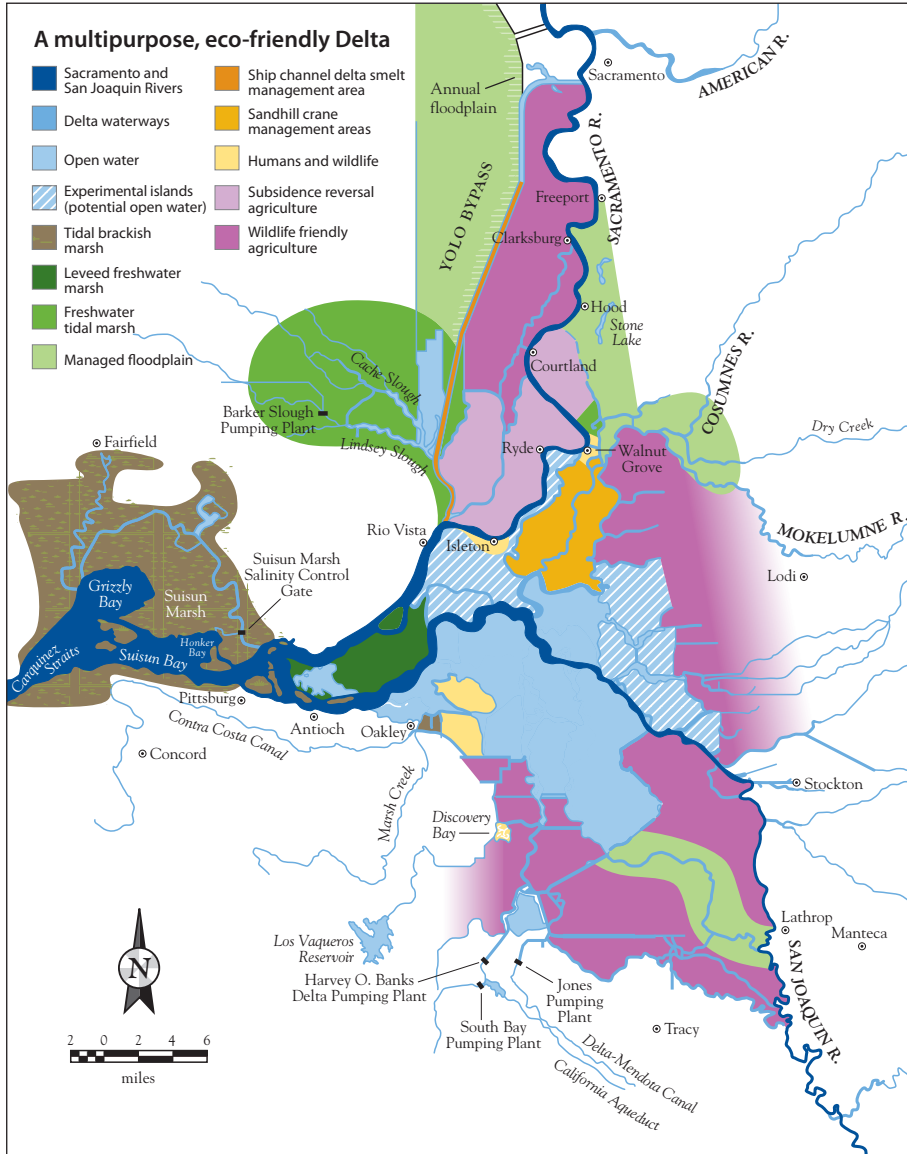 A multipurpose, eco-friendly Delta
Sacramento and
San Joaquin Rivers
Delta waterways
Open water
Experimental islands
(potential open water)
Tidal brackish
marsh
Leveed freshwater
marsh
Freshwater
tidal marsh
Managed floodplain
Ship channel delta smelt
management area
Sandhill crane
management areas
Humans and wildlife
Subsidence reversal
agriculture
Wildlife friendly
agriculture
Annual
floodplain
Sacramento
AMERICAN R.
SACRAMENTO R.
YOLO BYPASS
Freeport
Clarksburg
Hood
Stone
Lake
Courtland
COSUMNES R.
Cache Slough
Barker Slough
Pumping Plant
Lindsey Slough
Ryde
Walnut
Grove
Dry Creek
MOKELUMNE R.
Fairfield
Rio Vista
Isleton
Lodi
Suisun Marsh
Salinity Control
Gate
Grizzly
Bay
Suisun
Marsh
Honker
Bay
Suisun Bay
Carquinez
Straits
Pittsburg
Antioch
Oakley
Contra Costa Canal
Concord
Marsh Creek
Stockton
Discovery
Bay
Los Vaqueros
Reservoir
Harvey O. Banks
Delta Pumping Plant
South Bay
Pumping Plant
Jones
Pumping
Plant
Delta-Mendota Canal
California Aqueduct
Tracy
Lathrop
Manteca
SAN JOAQUIN R.
N
2 0 2 4 6
miles